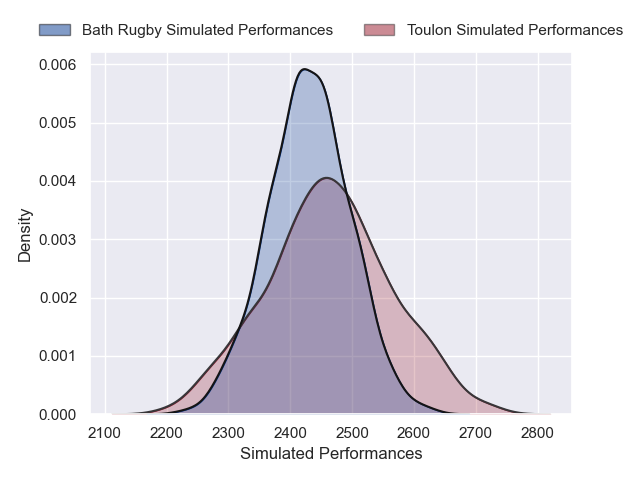 Bath Rugby Simulated Performances Toulon Simulated Performances
0.006
0.005
0.004
0.003
0.002
0.001
0.000
Density
2100 2200 2300 2400 2500 2600 2700 2800
Simulated Performances